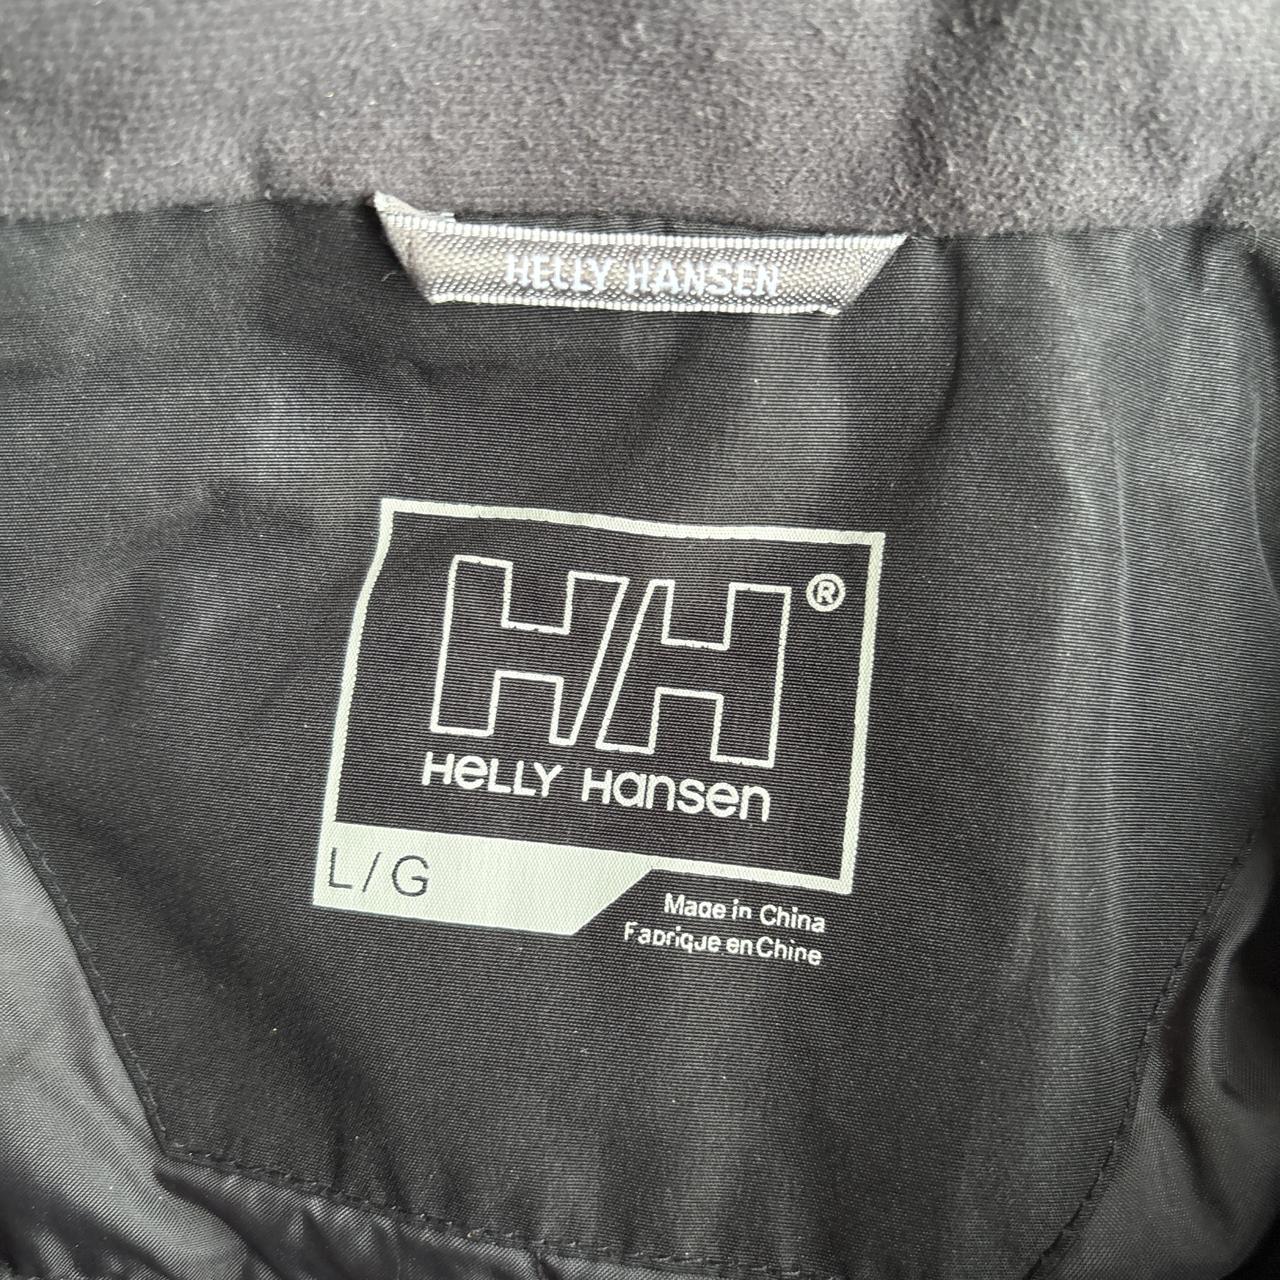 HELLY HANSEN
HH®
HELLY HANSEN
L/G
Made in China
Fabrique en Chine